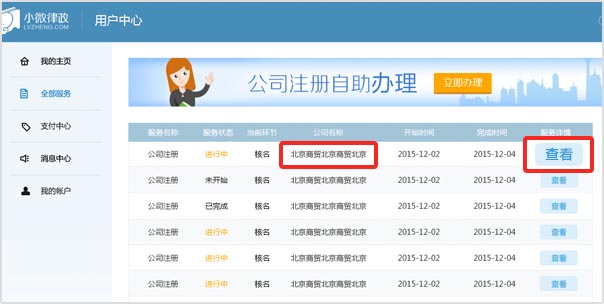 小微律政
LVZHENG.COM
用户中心
我的主页
全部服务
支付中心
消息中心
我的帐户
公司注册自助办理
立即办理
服务名称 服务状态 当前环节 公司名称 开始时间 完成时间 服务详情
公司注册 进行中 核名 北京商贸北京商贸北京 2015-12-02 2015-12-04 查看
公司注册 未开始 核名 北京商贸北京商贸北京 2015-12-02 2015-12-04 查看
公司注册 已完成 核名 北京商贸北京商贸北京 2015-12-02 2015-12-04 查看
公司注册 进行中 核名 北京商贸北京商贸北京 2015-12-02 2015-12-04 查看
公司注册 进行中 核名 北京商贸北京商贸北京 2015-12-02 2015-12-04 查看
公司注册 进行中 核名 北京商贸北京商贸北京 2015-12-02 2015-12-04 查看